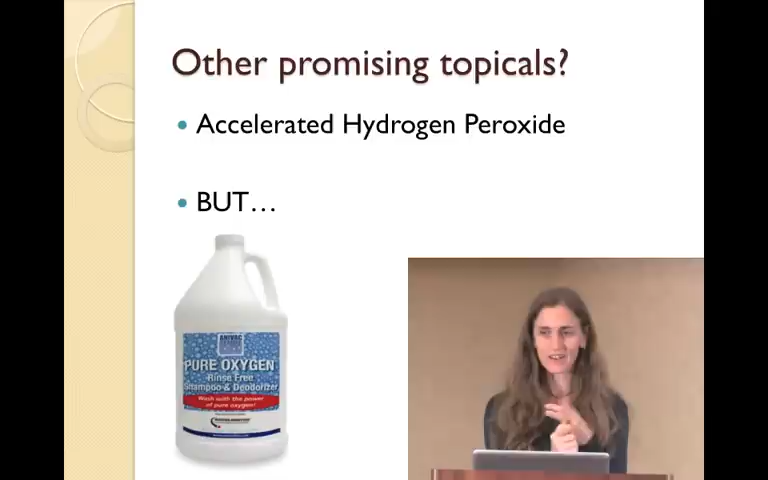 Other promising topicals?
Accelerated Hydrogen Peroxide
BUT…
PURE OXYGEN
Rinse Free
Shampoo & Deodorizer
Wash with the power
of pure oxygen!